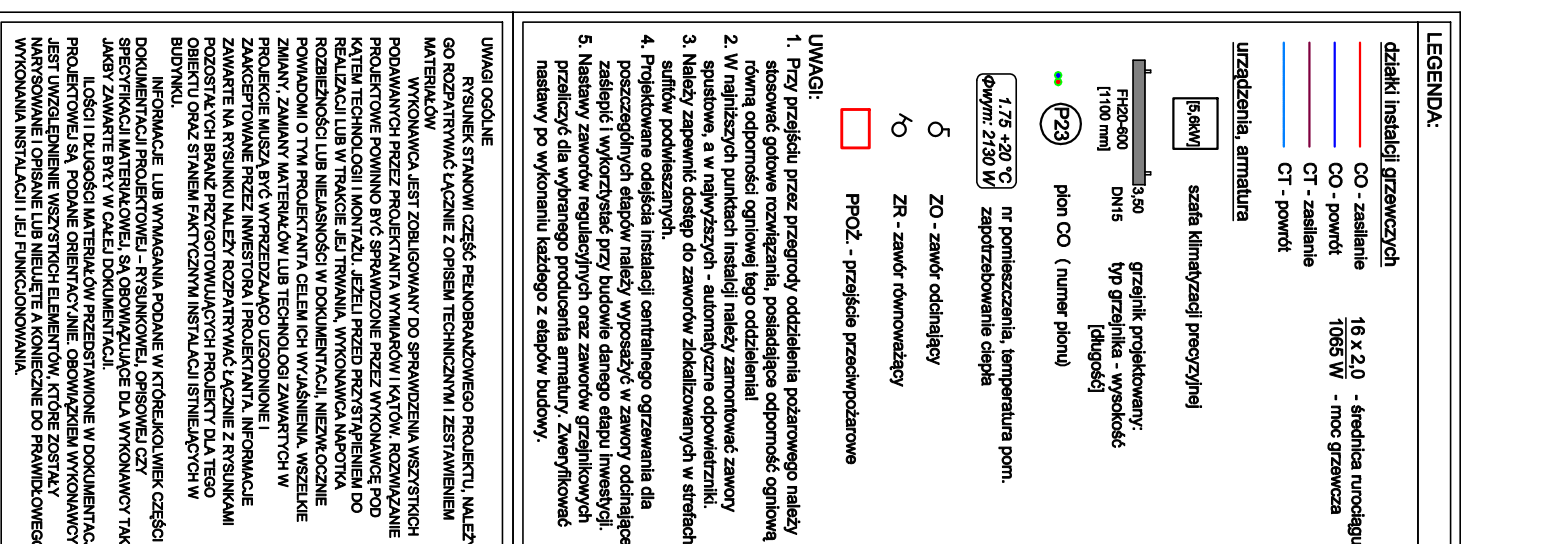 LEGENDA:
działki instalcji grzewczych
CO - zasilanie
CO - powrót
CT - zasilanie
CT - powrót
16 x 2,0 - średnica rurociągu
1065 W - moc grzewcza
urządzenia, armatura
[5,6kW] szafa klimatyzacji precyzyjnej
3,50
FH20-600
[1100 mm]
DN15
grzejnik projektowany:
typ grzejnika - wysokość
[długość]
P23 pion CO ( numer pionu)
1.75 +20 °C nr pomieszczenia, temperatura pom.
Φwym: 2130 W zapotrzebowanie ciepła
ZO - zawór odcinający
ZR - zawór równoważący
PPOŻ. - przejście przeciwpożarowe
UWAGI:
1. Przy przejściu przez przegrody oddzielenia pożarowego należy
stosować gotowe rozwiązania, posiadające odporność ogniową
równą odporności ogniowej tego oddzielenia!
2. W najniższych punktach instalcji należy zamontować zawory
spustowe, a w najwyższych - automatyczne odpowietrzniki.
3. Należy zapewnić dostęp do zaworów zlokalizowanych w strefach
sufitów podwieszanych.
4. Projektowane odejścia instalacji centralnego ogrzewania dla
poszczególnych etapów należy wyposażyć w zawory odcinające
zaślepić i wykorztystać przy budowie danego etapu inwestycji.
5. Nastawy zaworów regulacyjnych oraz zaworów grzejnikowych
przeliczyć dla wybranego producenta armatury. Zweryfikować
nastawy po wykonaniu każdego z etapów budowy.
UWAGI OGÓLNE
RYSUNEK STANOWI CZĘŚĆ PEŁNOBRANŻOWEGO PROJEKTU, NALEŻY
GO ROZPATRYWAĆ ŁĄCZNIE Z OPISEM TECHNICZNYM I ZESTAWIENIEM
MATERIAŁÓW
WYKONAWCA JEST ZOBLIGOWANY DO SPRAWDZENIA WSZYSTKICH
PODAWANYCH PRZEZ PROJEKTANTA WYMIARÓW I KĄTÓW. ROZWIĄZANIE
PROJEKTOWE POWINNO BYĆ SPRAWDZONE PRZEZ WYKONAWCĘ POD
KĄTEM TECHNOLOGII I MONTAŻU. JEŻELI PRZED PRZYSTĄPIENIEM DO
REALIZACJI LUB W TRAKCIE JEJ TRWANIA, WYKONAWCA NAPOTKA
ROZBIEŻNOŚCI LUB NIEJASNOŚCI W DOKUMENTACJI, NIEZWŁOCZNIE
POWIADOMI O TYM PROJEKTANTA CELEM ICH WYJAŚNIENIA. WSZELKIE
ZMIANY, ZAMIANY MATERIAŁÓW LUB TECHNOLOGI ZAWARTYCH W
PROJEKCIE MUSZĄ BYĆ WYPRZEDZAJĄCO UZGODNIONE I
ZAAKCEPTOWANE PRZEZ INWESTORA I PROJEKTANTA. INFORMACJE
ZAWARTE NA RYSUNKU NALEŻY ROZPATRYWAĆ ŁĄCZNIE Z RYSUNKAMI
POZOSTAŁYCH BRANŻ PRZYGOTOWUJĄCYCH PROJEKTY DLA TEGO
OBIEKTU ORAZ STANEM FAKTYCZNYM INSTALACJI ISTNIEJĄCYCH W
BUDYNKU.
INFORMACJE LUB WYMAGANIA PODANE W KTÓREJKOLWIEK CZĘŚCI
DOKUMENTACJI PROJEKTOWEJ – RYSUNKOWEJ, OPISOWEJ CZY
SPECYFIKACJI MATERIAŁOWEJ, SĄ OBOWIĄZUJĄCE DLA WYKONAWCY TAK
JAKBY ZAWARTE BYŁY W CAŁEJ DOKUMENTACJI.
ILOŚCI I DŁUGOŚCI MATERIAŁÓW PRZEDSTAWIONE W DOKUMENTACJ
PROJEKTOWEJ SĄ PODANE ORIENTACYJNIE. OBOWIĄZKIEM WYKONAWCY
JEST UWZGLĘDNIENIE WSZYSTKICH ELEMENTÓW, KTÓRE ZOSTAŁY
NARYSOWANE I OPISANE LUB NIEUJĘTE A KONIECZNE DO PRAWIDŁOWEGO
WYKONANIA INSTALACJI I JEJ FUNKCJONOWANIA.